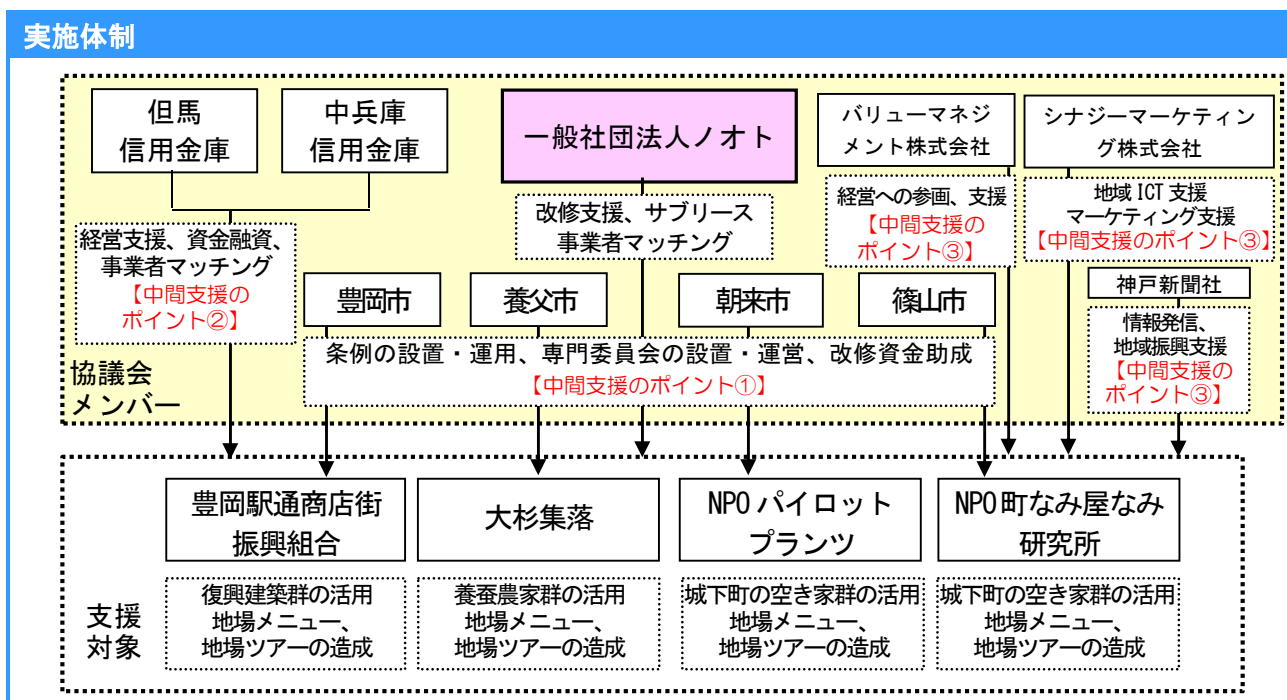 実施体制
但馬
信用金庫
中兵庫
信用金庫
一般社団法人ノオト
バリューマネジ
メント株式会社
シナジーマーケティン
グ株式会社
経営支援、資金融資、
事業者マッチング
【中間支援の
ポイント②】
改修支援、サブリース
事業者マッチング
経営への参画、支援
【中間支援の
ポイント③】
地域 ICT 支援
マーケティング支援
【中間支援のポイント③】
神戸新聞社
情報発信、
地域振興支援
【中間支援の
ポイント③】
豊岡市
養父市
朝来市
篠山市
条例の設置・運用、専門委員会の設置・運営、改修資金助成
【中間支援のポイント①】
協議会
メンバー
豊岡駅通商店街
振興組合
大杉集落
NPO パイロット
プランツ
NPO 町なみ屋なみ
研究所
支援
対象
復興建築群の活用
地場メニュー、
地場ツアーの造成
養蚕農家群の活用
地場メニュー、
地場ツアーの造成
城下町の空き家群の活用
地場メニュー、
地場ツアーの造成
城下町の空き家群の活用
地場メニュー、
地場ツアーの造成